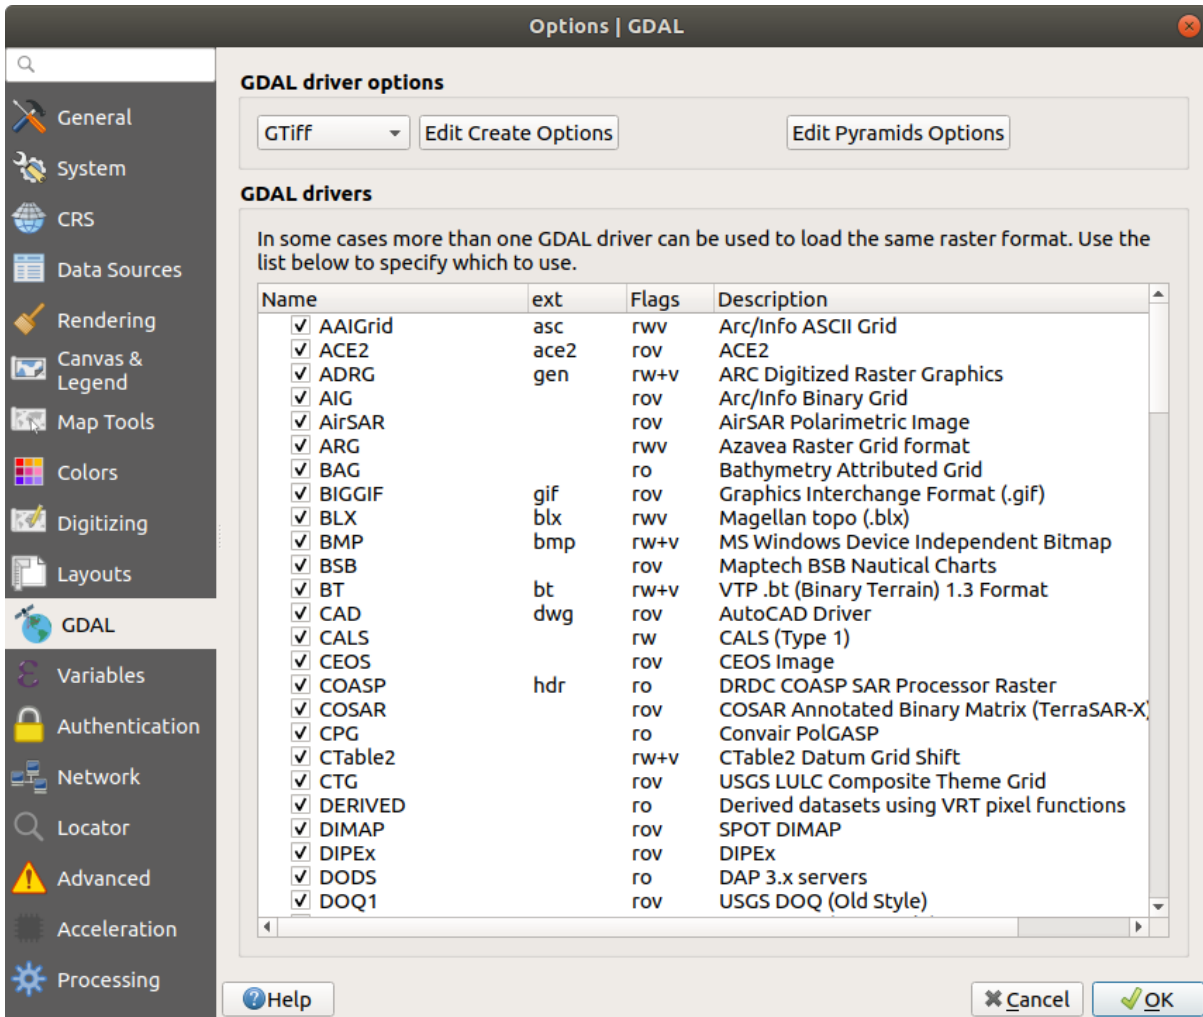 Options | GDAL
General
System
CRS
Data Sources
Rendering
Canvas &
Legend
Map Tools
Colors
Digitizing
Layouts
GDAL
Variables
Authentication
Network
Locator
Advanced
Acceleration
Processing
GDAL driver options
GTiff Edit Create Options Edit Pyramids Options
GDAL drivers
In some cases more than one GDAL driver can be used to load the same raster format. Use the
list below to specify which to use.
Name ext Flags Description
AAIGrid asc rwv Arc/Info ASCII Grid
ACE2 ace2 rov ACE2
ADRG gen rw+v ARC Digitized Raster Graphics
AIG rov Arc/Info Binary Grid
AirSAR rov AirSAR Polarimetric Image
ARG rwv Azavea Raster Grid format
BAG ro Bathymetry Attributed Grid
BIGGIF gif rov Graphics Interchange Format (.gif)
BLX blx rwv Magellan topo (.blx)
BMP bmp rw+v MS Windows Device Independent Bitmap
BSB rov Maptech BSB Nautical Charts
BT bt rw+v VTP .bt (Binary Terrain) 1.3 Format
CAD dwg rov AutoCAD Driver
CALS rw CALS (Type 1)
CEOS rov CEOS Image
COASP hdr ro DRDC COASP SAR Processor Raster
COSAR rov COSAR Annotated Binary Matrix (TerraSAR-X)
CPG ro Convair PolGASP
CTable2 rw+v CTable2 Datum Grid Shift
CTG rov USGS LULC Composite Theme Grid
DERIVED ro Derived datasets using VRT pixel functions
DIMAP rov SPOT DIMAP
DIPEx rov DIPEx
DODS ro DAP 3.x servers
DOQ1 rov USGS DOQ (Old Style)
Help Cancel OK